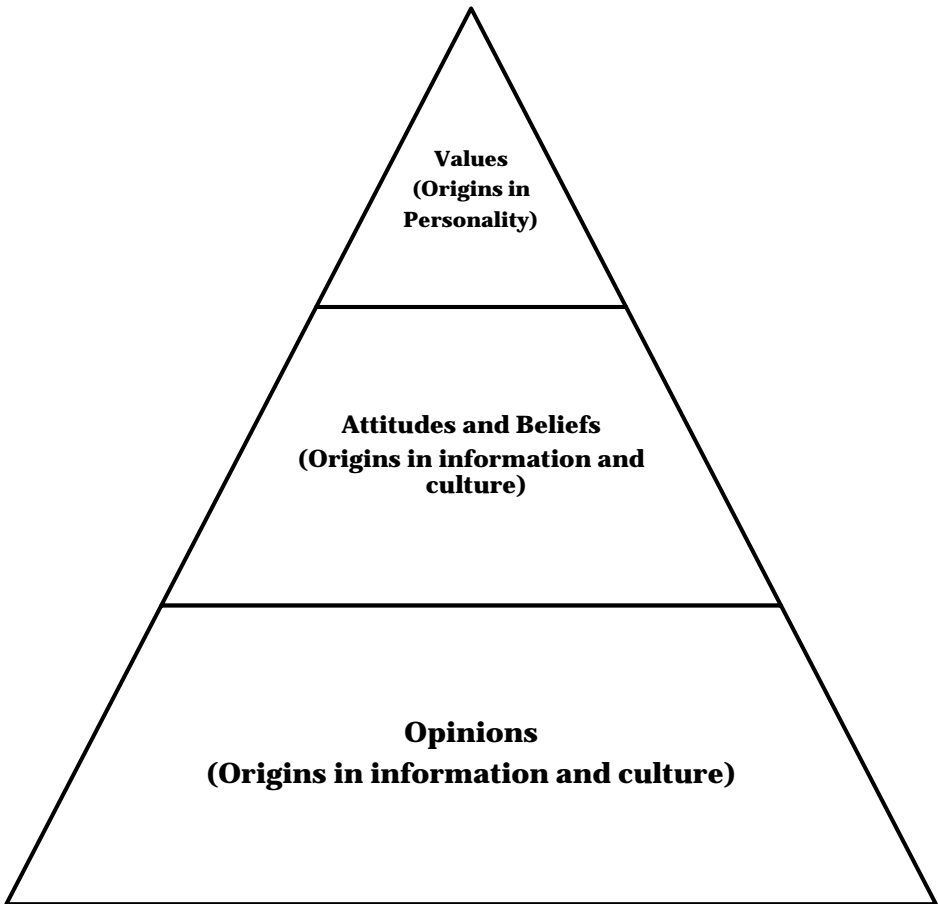 Values
(Origins in
Personality)
Attitudes and Beliefs
(Origins in information and
culture)
Opinions
(Origins in information and culture)